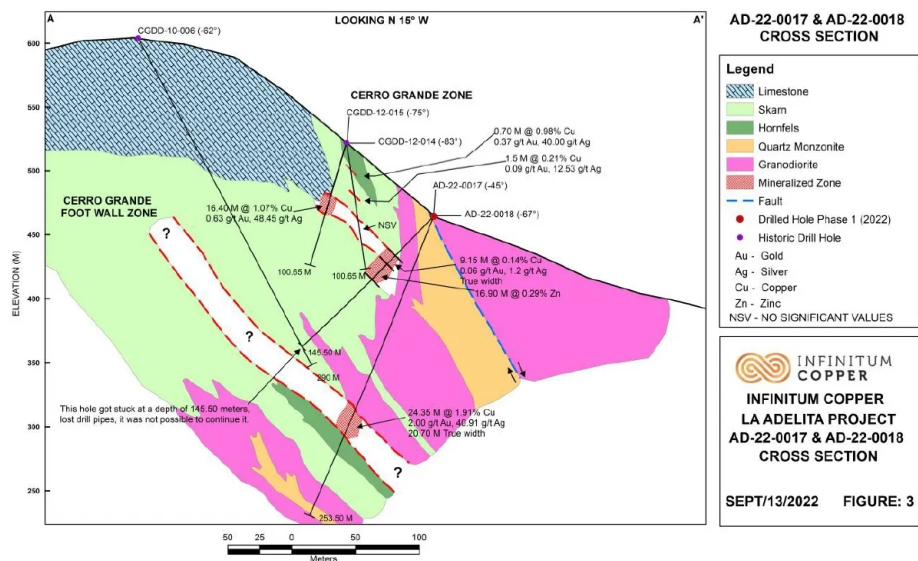 A
LOOKING N 15° W
A'
CGDD-10-006 (-62°)
600
550
500
450
400
350
300
250
ELEVATION (M)
CERRO GRANDE ZONE
CGDD-12-015 (-75°)
CGDD-12-014 (-83°)
0.70 M @ 0.98% Cu
0.37 g/t Au, 40.00 g/t Ag
1.5 M @ 0.21% Cu
0.09 g/t Au, 12.53 g/t Ag
AD-22-0017 (-45°)
AD-22-0018 (-67°)
CERRO GRANDE
FOOT WALL ZONE
16.40 M @ 1.07% Cu
0.63 g/t Au, 48.45 g/t Ag
NSV
?
100.65 M
100.65 M
9.15 M @ 0.14% Cu
0.06 g/t Au, 1.2 g/t Ag
True width
16.90 M @ 0.29% Zn
?
145.50 M
290 M
This hole got stuck at a depth of 145.50 meters,
lost drill pipes, it was not possible to continue it.
24.35 M @ 1.91% Cu
2.00 g/t Au, 40.91 g/t Ag
20.70 M True width
?
253.50 M
50 25 0 50 100
Meters
AD-22-0017 & AD-22-0018
CROSS SECTION
Legend
Limestone
Skarn
Hornfels
Quartz Monzonite
Granodiorite
Mineralized Zone
Fault
Drilled Hole Phase 1 (2022)
Historic Drill Hole
Au - Gold
Ag - Silver
Cu - Copper
Zn - Zinc
NSV - NO SIGNIFICANT VALUES
INFINITUM
COPPER
INFINITUM COPPER
LA ADELITA PROJECT
AD-22-0017 & AD-22-0018
CROSS SECTION
SEPT/13/2022 FIGURE: 3